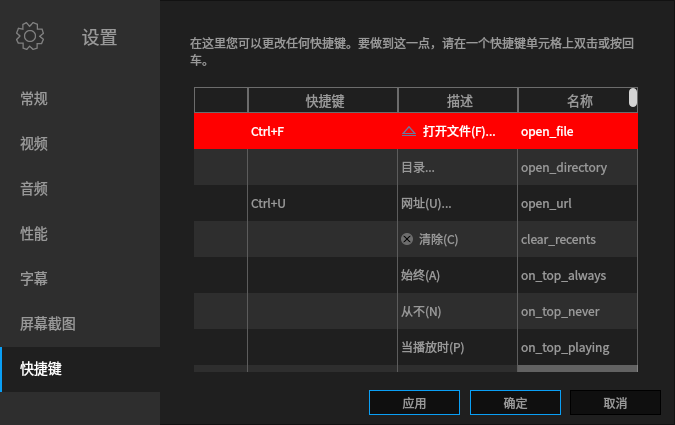 设置
常规
视频
音频
性能
字幕
屏幕截图
快捷键
在这里您可以更改任何快捷键。要做到这一点，请在一个快捷键单元格上双击或按回
车。
快捷键 描述 名称
Ctrl+F 打开文件(F)... open_file
目录... open_directory
Ctrl+U 网址(U)... open_url
清除(C) clear_recents
始终(A) on_top_always
从不(N) on_top_never
当播放时(P) on_top_playing
应用 确定 取消